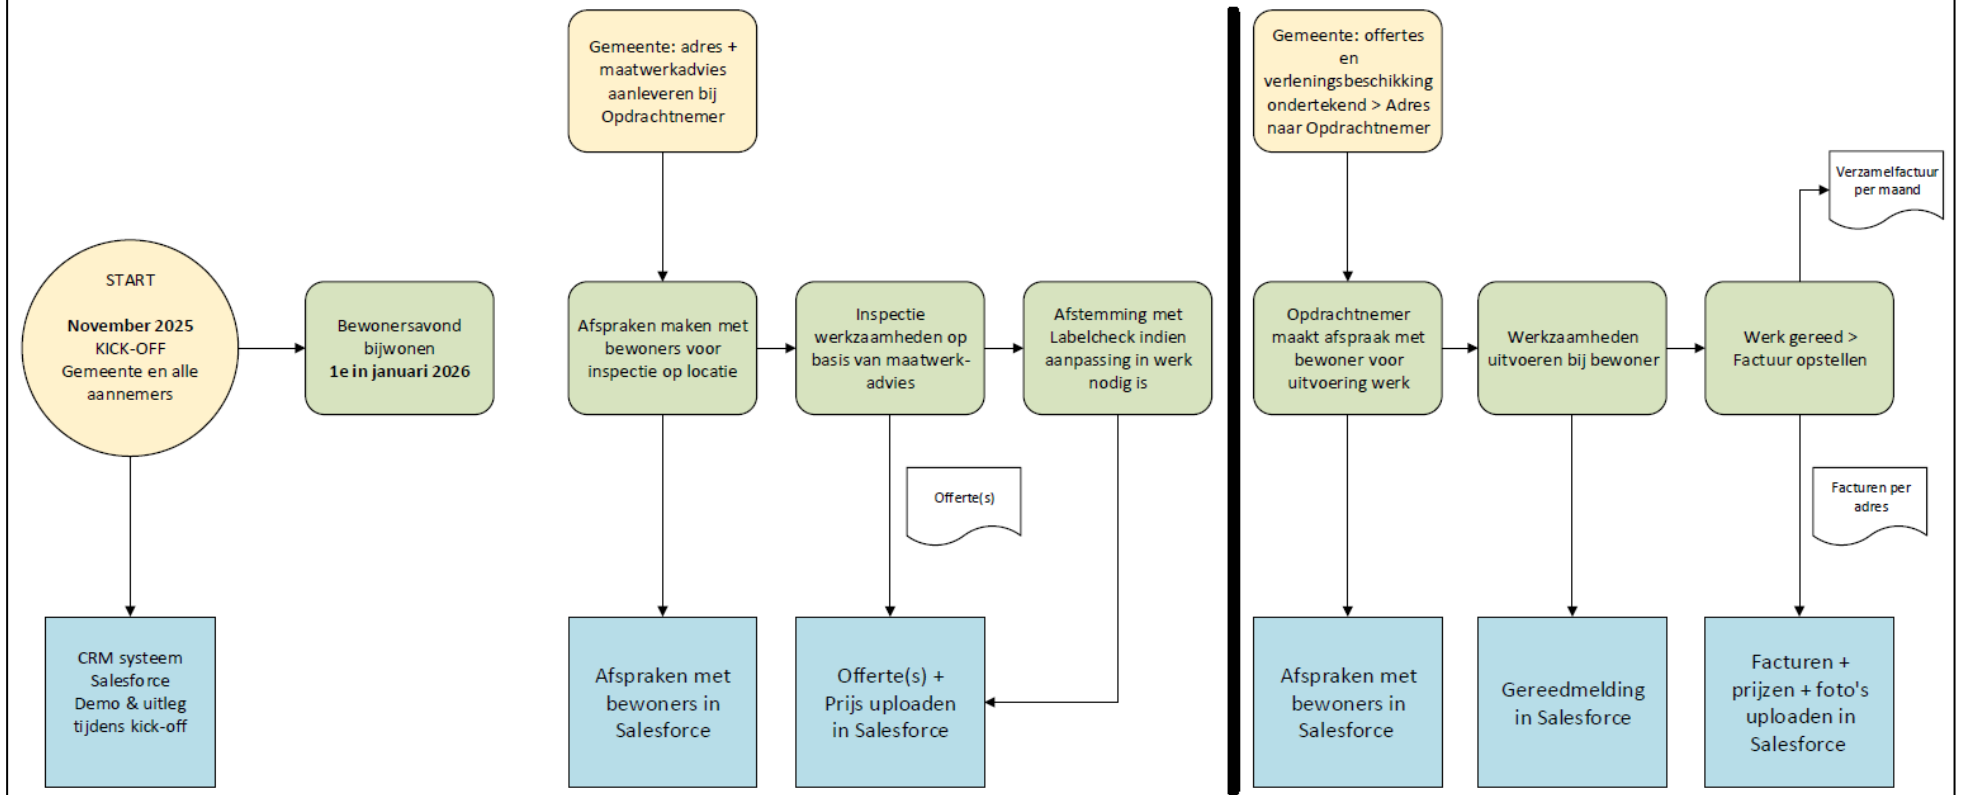 Gemeente: adres +
maatwerkadvies
aanleveren bij
Opdrachtnemer
Gemeente: offertes
en
verleningsbeschikking
ondertekend > Adres
naar Opdrachtnemer
Verzamelfactuur
per maand
START
November 2025
KICK-OFF
Gemeente en alle
aannemers
Bewonersavond
bijwonen
1e in januari 2026
Afspraken maken met
bewoners voor
inspectie op locatie
Inspectie
werkzaamheden op
basis van maatwerk-
advies
Afstemming met
Labelcheck indien
aanpassing in werk
nodig is
Opdrachtnemer
maakt afspraak met
bewoner voor
uitvoering werk
Werkzaamheden
uitvoeren bij bewoner
Werk gereed >
Factuur opstellen
Offerte(s)
Facturen per
adres
CRM systeem
Salesforce
Demo & uitleg
tijdens kick-off
Afspraken met
bewoners in
Salesforce
Offerte(s) +
Prijs uploaden
in Salesforce
Afspraken met
bewoners in
Salesforce
Gereedmelding
in Salesforce
Facturen +
prijzen + foto's
uploaden in
Salesforce